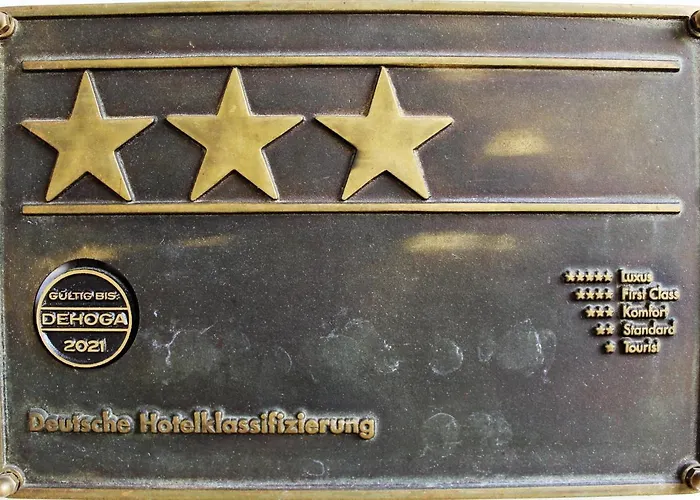 GÜLTIG BIS
DEHOGA
2021
***** Luxus
**** First Class
*** Komfort
** Standard
* Tourist
Deutsche Hotelklassifizierung